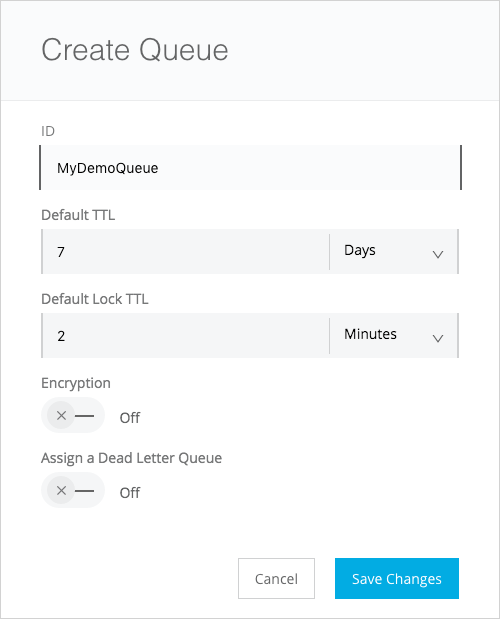 Create Queue
ID
MyDemoQueue
Default TTL
7 Days
Default Lock TTL
2 Minutes
Encryption
Off
Assign a Dead Letter Queue
Off
Cancel Save Changes